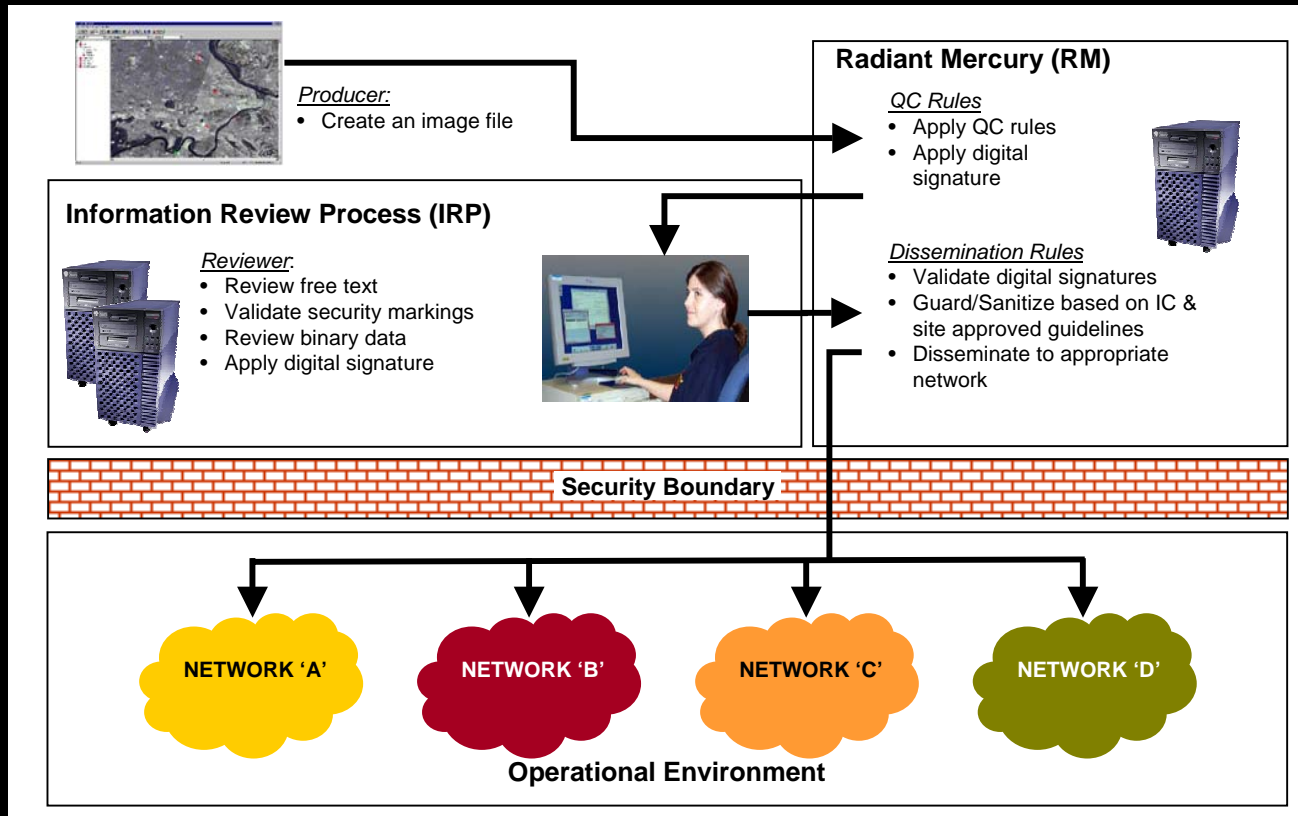 Producer:
• Create an image file
Radiant Mercury (RM)
QC Rules
• Apply QC rules
• Apply digital
signature
Information Review Process (IRP)
Reviewer:
• Review free text
• Validate security markings
• Review binary data
• Apply digital signature
Dissemination Rules
• Validate digital signatures
• Guard/Sanitize based on IC &
site approved guidelines
• Disseminate to appropriate
network
Security Boundary
NETWORK ‘A’
NETWORK ‘B’
NETWORK ‘C’
NETWORK ‘D’
Operational Environment